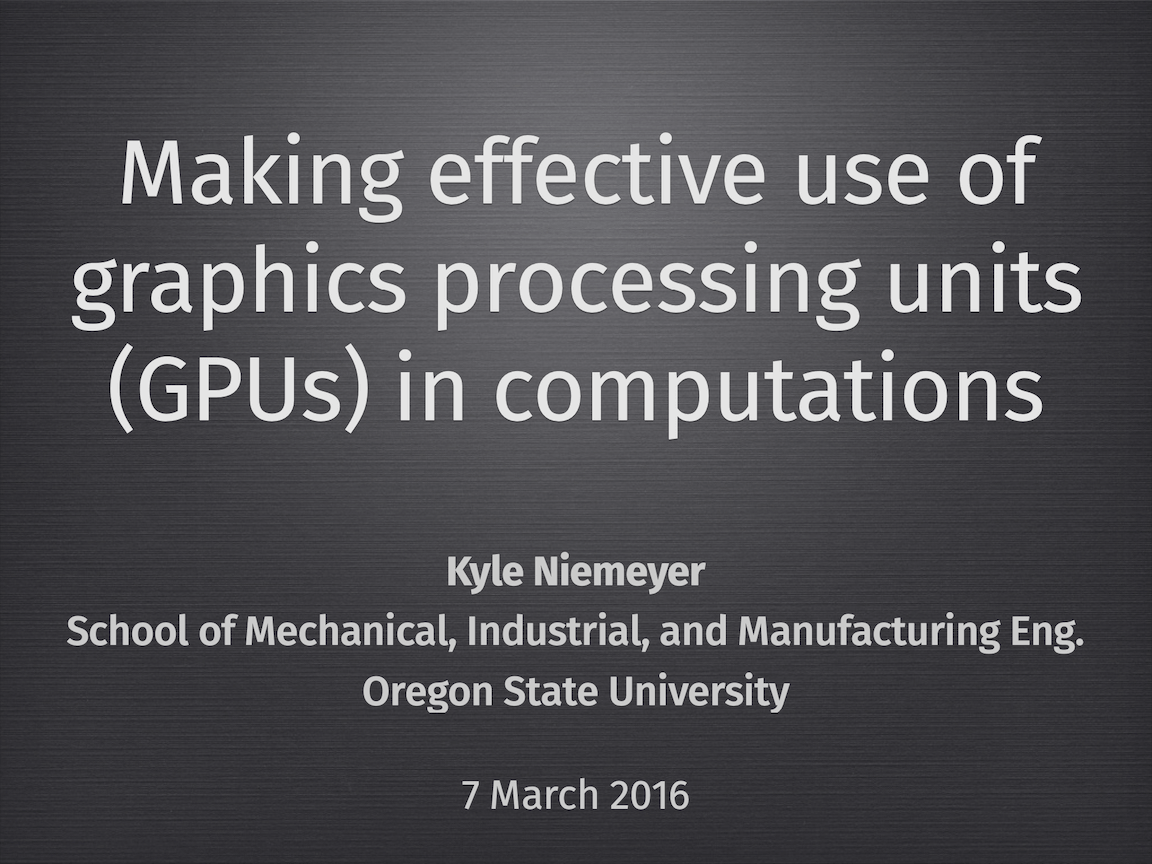 Making effective use of
graphics processing units
(GPUs) in computations
Kyle Niemeyer
School of Mechanical, Industrial, and Manufacturing Eng.
Oregon State University
7 March 2016